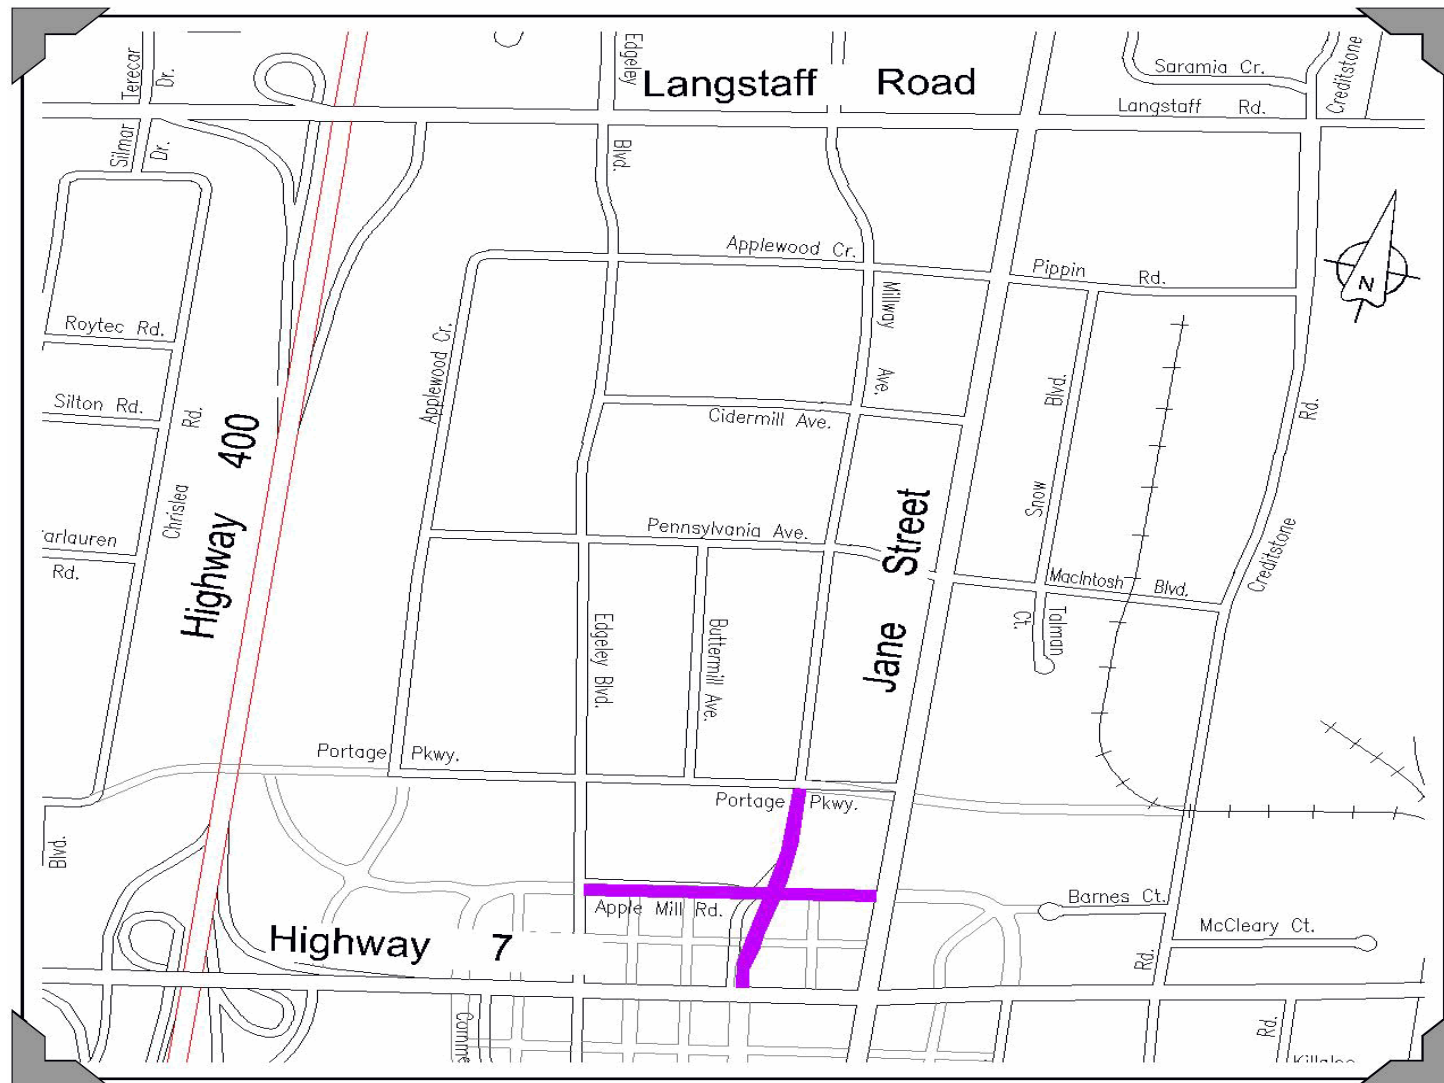 Terecar
Dr.
Edgeley
Langstaff Road
Saramia Cr.
Creditstone
Langstaff Rd.
Silmar
Dr.
Blvd.
Applewood Cr.
Pippin Rd.
N
Millway
Ave.
Roytec Rd.
Applewood Cr.
Silton Rd.
Rd.
Cidermill Ave.
Blvd.
Rd.
Highway 400
Chrislea
Snow
Jane Street
Pennsylvania Ave.
arlauren
Rd.
Creditstone
MacIntosh Blvd.
Talman
Ct.
Edgeley Blvd.
Buttermill Ave.
Portage Pkwy.
Portage Pkwy.
Blvd.
Apple Mill Rd.
Barnes Ct.
McCleary Ct.
Highway 7
Rd.
Comme
Rd.
Killaloe